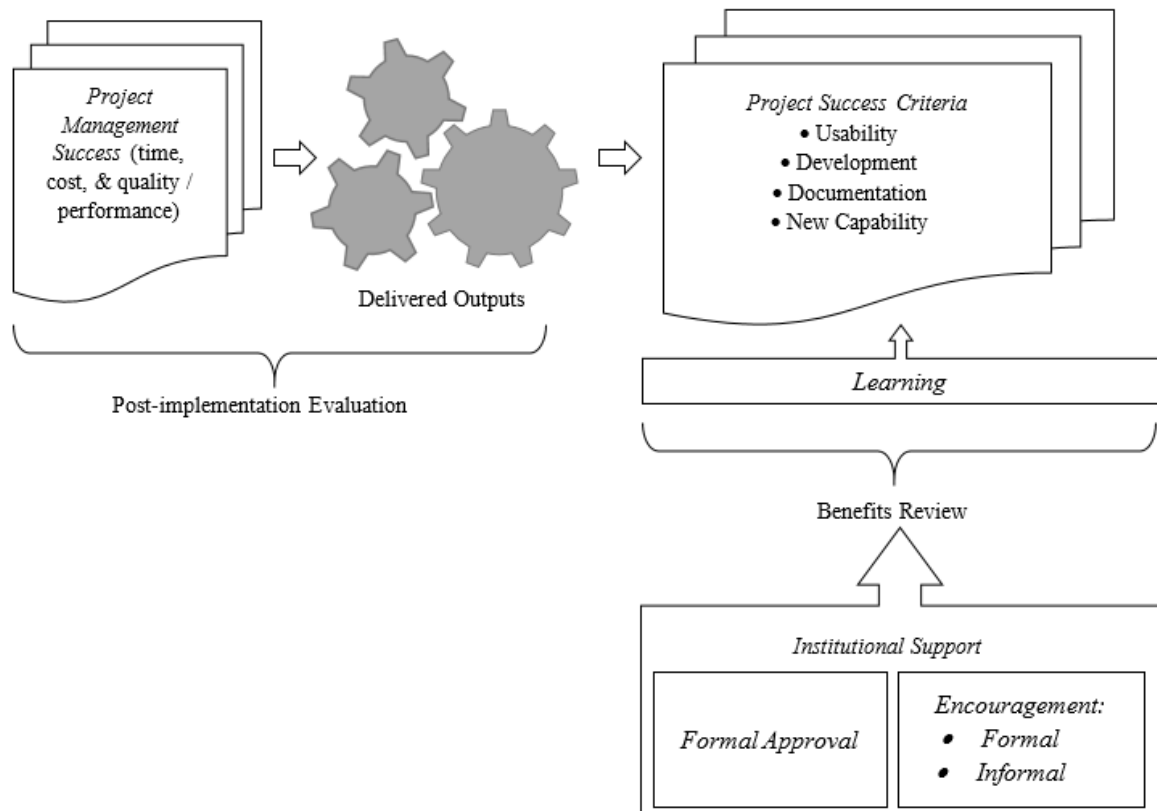 Project
Management
Success (time,
cost, & quality /
performance)
Delivered Outputs
Post-implementation Evaluation
Project Success Criteria
• Usability
• Development
• Documentation
• New Capability
Learning
Benefits Review
Institutional Support
Formal Approval
Encouragement:
• Formal
• Informal